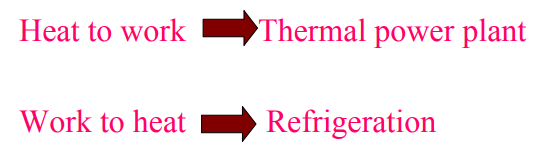 Heat to work Thermal power plant
Work to heat Refrigeration